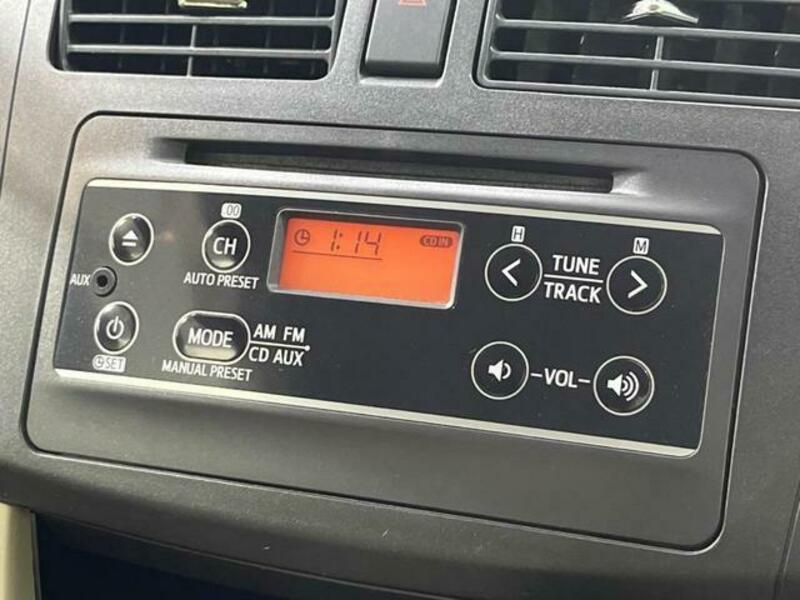 :00
CH
AUTO PRESET
1:14
CD IN
H
M
TUNE
TRACK
AUX
SET
MODE
AM FM
CD AUX
MANUAL PRESET
VOL